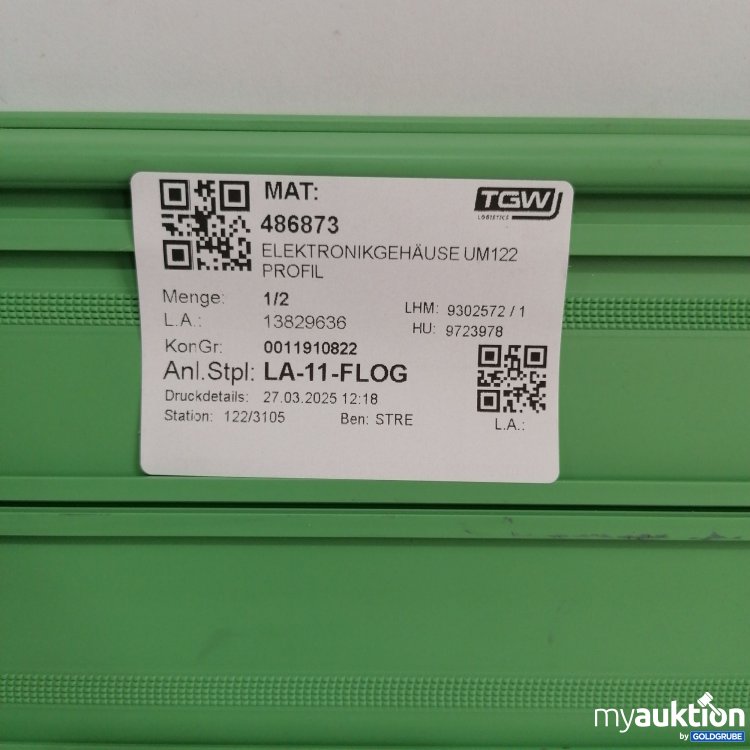 MAT:
TGW
LOGISTICS
486873
ELEKTRONIKGEHÄUSE UM122
PROFIL
Menge: 1/2
LHM: 9302572 / 1
L.A.: 13829636
HU: 9723978
KonGr: 0011910822
Anl.Stpl: LA-11-FLOG
Druckdetails: 27.03.2025 12:18
Station: 122/3105 Ben: STRE
L.A.:
myauktion
by GOLDGRUBE